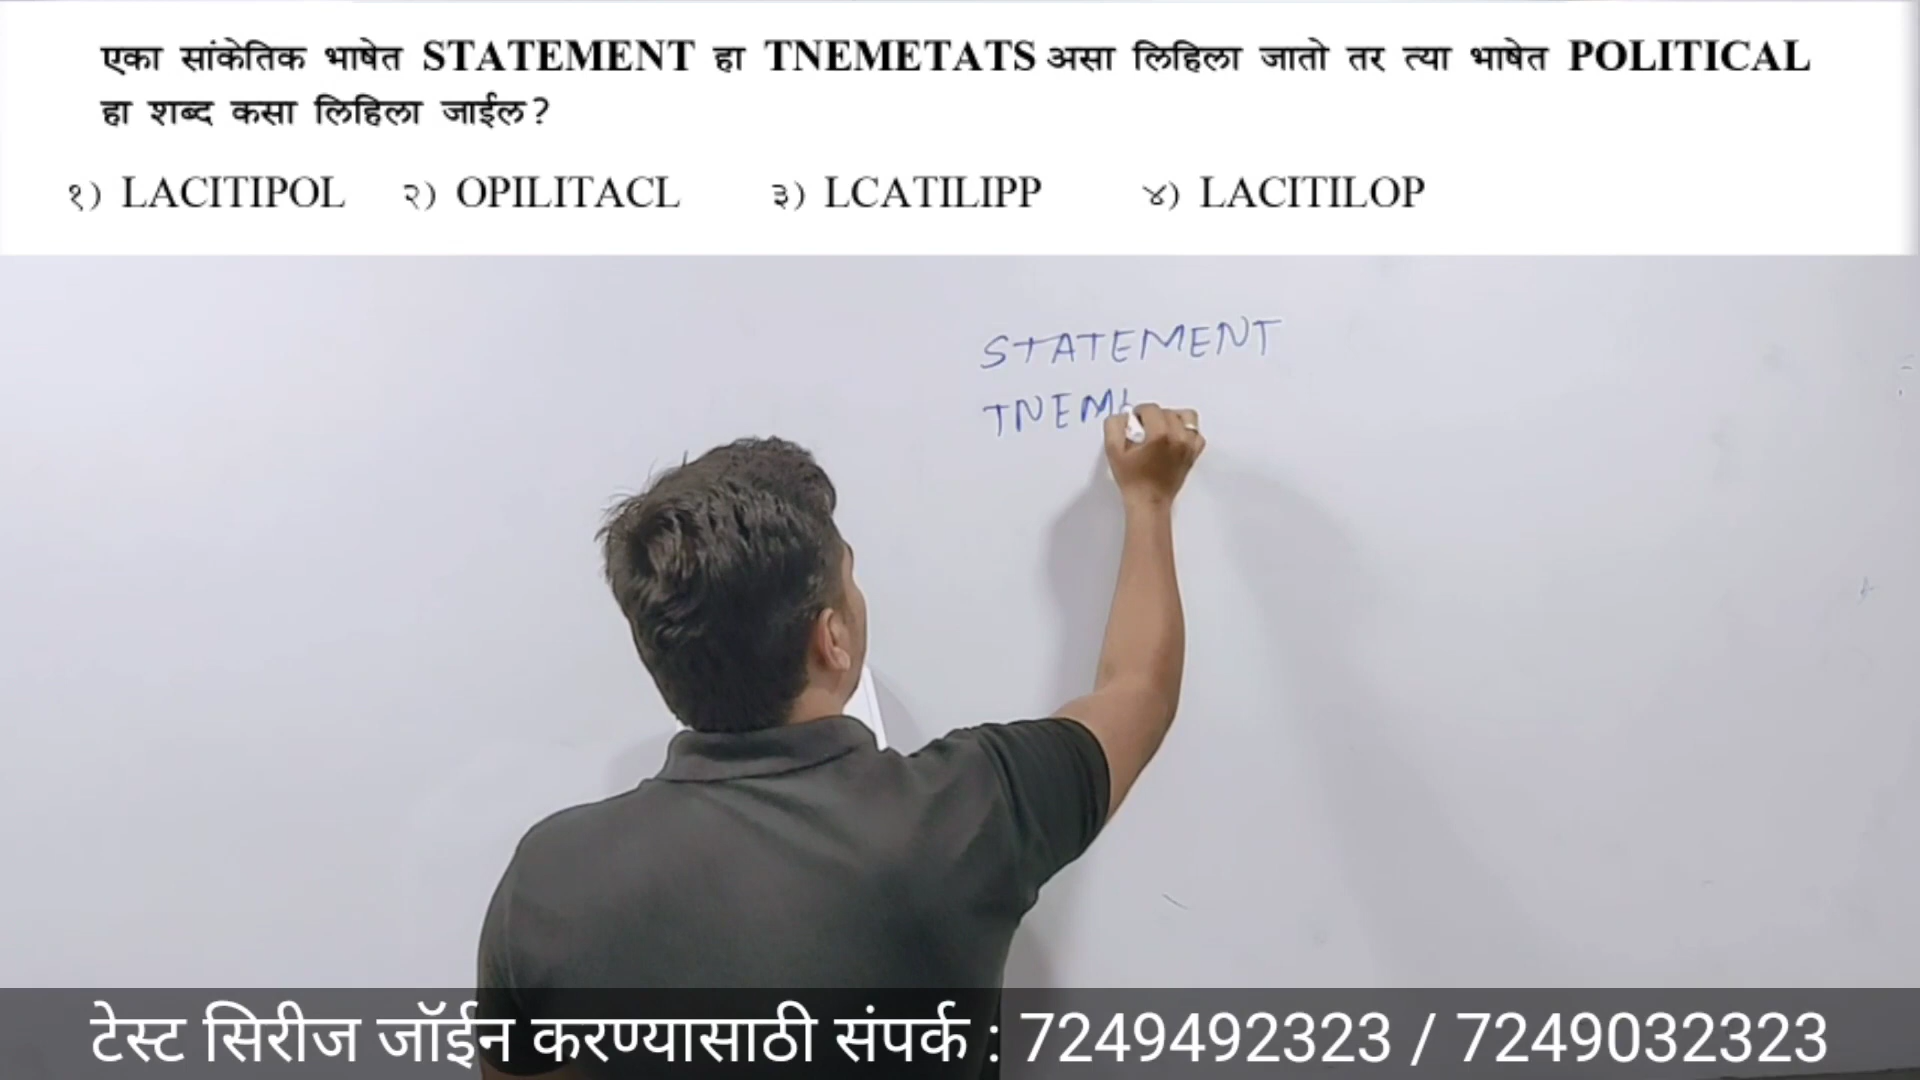 एका सांकेतिक भाषेत STATEMENT हा TNEMETATS असा लिहिला जातो तर त्या भाषेत POLITICAL
हा शब्द कसा लिहिला जाईल ?
१) LACITIPOL २) OPILITACL ३) LCATILIPP ४) LACITILOP
STATEMENT
TNEM
टेस्ट सिरीज जॉईन करण्यासाठी संपर्क : 7249492323 / 7249032323